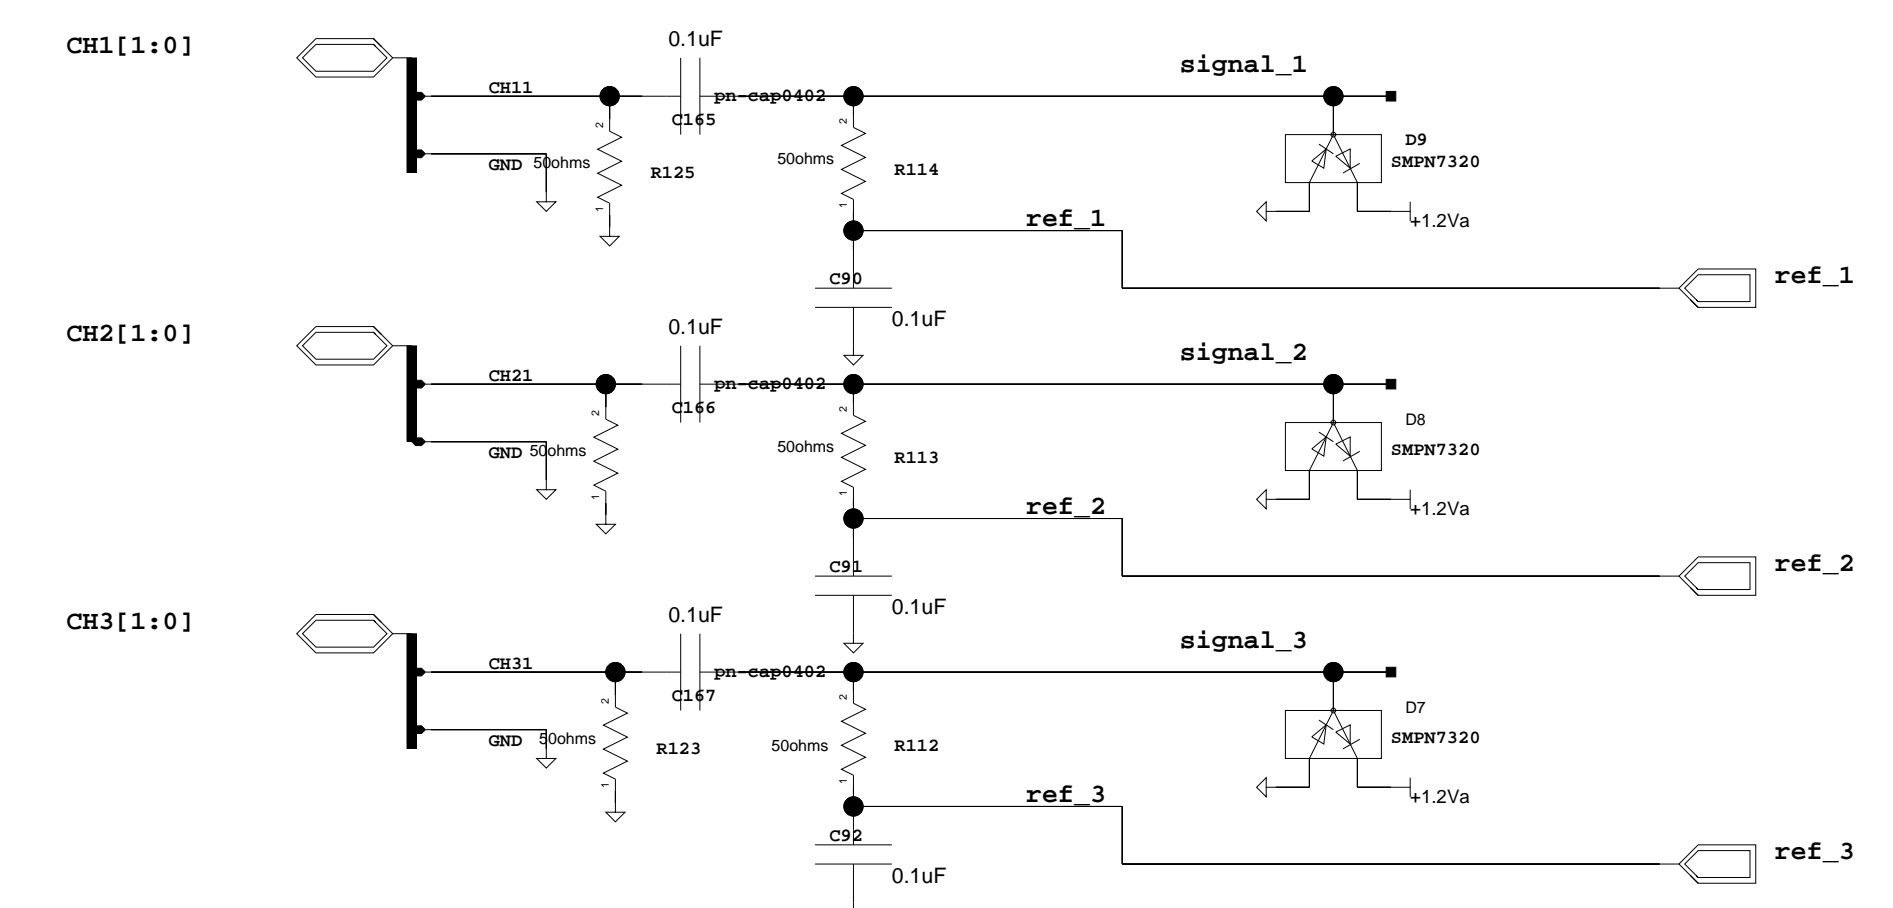 0.1uF
CH1[1:0]
signal_1
CH11
pn-cap0402
C165
2
2
D9
GND
50ohms
R125
50ohms
R114
SMPN7320
1
1
ref_1
+1.2Va
ref_1
C90
0.1uF
0.1uF
CH2[1:0]
signal_2
CH21
pn-cap0402
C166
2
2
D8
GND
50ohms
50ohms
R113
SMPN7320
1
1
ref_2
+1.2Va
ref_2
C91
0.1uF
0.1uF
CH3[1:0]
signal_3
CH31
pn-cap0402
C167
2
2
D7
GND
50ohms
R123
50ohms
R112
SMPN7320
1
1
ref_3
+1.2Va
C92
ref_3
0.1uF